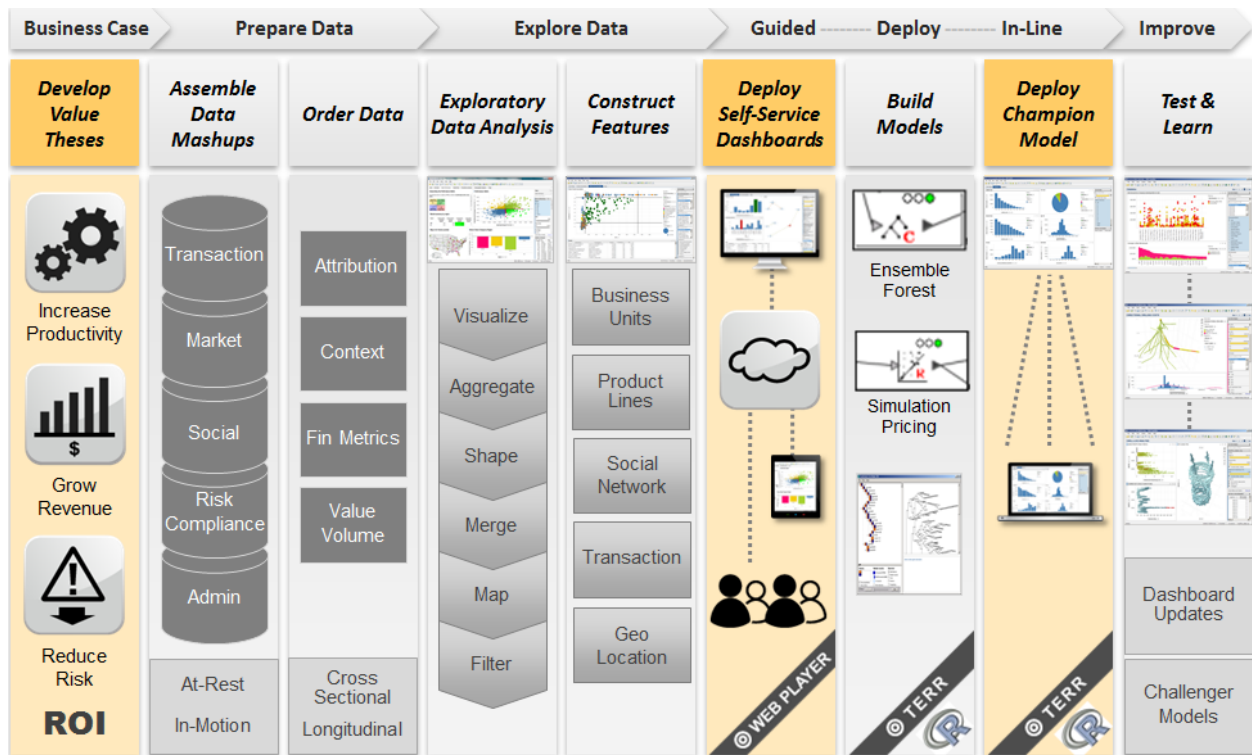 Business Case
Prepare Data
Explore Data
Guided -------- Deploy -------- In-Line
Improve
Develop
Value
Theses
Assemble
Data
Mashups
Order Data
Exploratory
Data Analysis
Construct
Features
Deploy
Self-Service
Dashboards
Build
Models
Deploy
Champion
Model
Test &
Learn
Increase
Productivity
$
Grow
Revenue
Reduce
Risk
ROI
Transaction
Market
Social
Risk
Compliance
Admin
At-Rest
In-Motion
Attribution
Context
Fin Metrics
Value
Volume
Cross
Sectional
Longitudinal
Visualize
Aggregate
Shape
Merge
Map
Filter
Business
Units
Product
Lines
Social
Network
Transaction
Geo
Location
WEB PLAYER
C
Ensemble
Forest
R
Simulation
Pricing
TERR
R
TERR
R
Dashboard
Updates
Challenger
Models